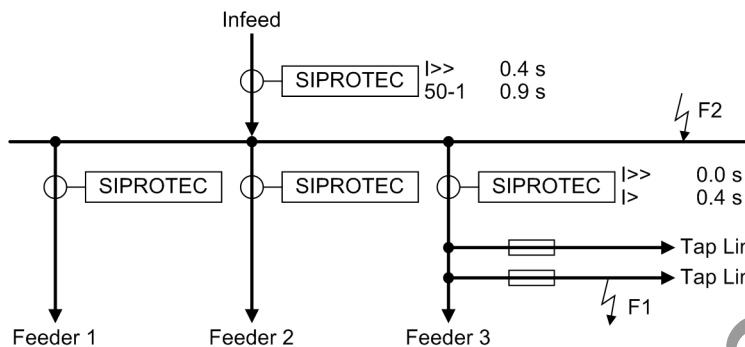 Infeed
SIPROTEC
I>> 0.4 s
50-1 0.9 s
F2
SIPROTEC
SIPROTEC
SIPROTEC
I>> 0.0 s
I> 0.4 s
Tap Lin
Tap Lin
F1
Feeder 1
Feeder 2
Feeder 3